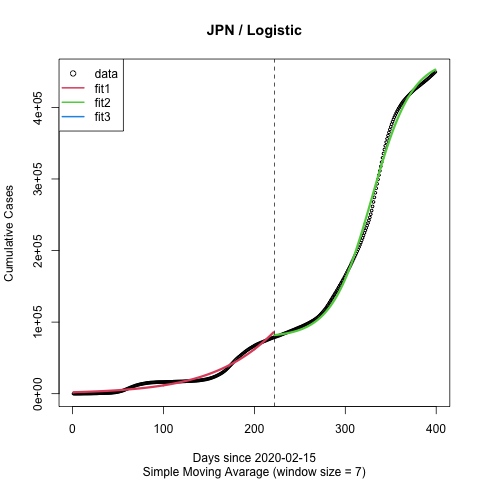 JPN / Logistic
data
fit1
fit2
fit3
Cumulative Cases
0e+00
1e+05
2e+05
3e+05
4e+05
0
100
200
300
400
Days since 2020-02-15
Simple Moving Avarage (window size = 7)